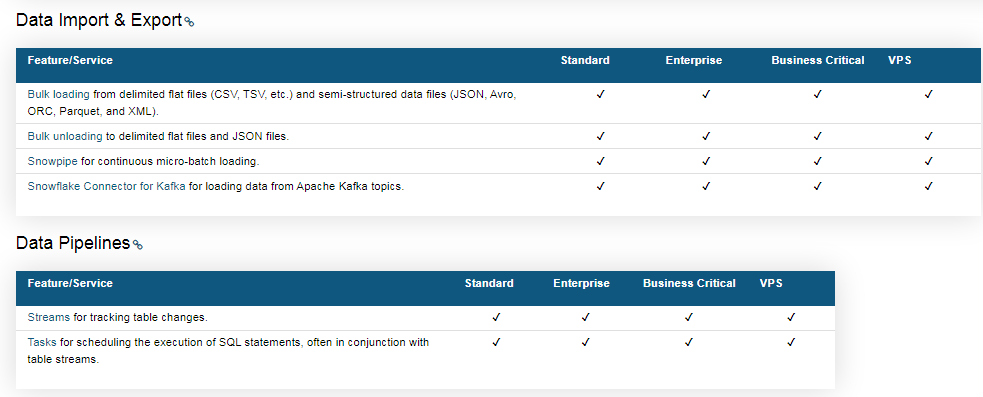 Data Import & Export
Feature/Service Standard Enterprise Business Critical VPS
Bulk loading from delimited flat files (CSV, TSV, etc.) and semi-structured data files (JSON, Avro, ✓ ✓ ✓ ✓
ORC, Parquet, and XML).
Bulk unloading to delimited flat files and JSON files. ✓ ✓ ✓ ✓
Snowpipe for continuous micro-batch loading. ✓ ✓ ✓ ✓
Snowflake Connector for Kafka for loading data from Apache Kafka topics. ✓ ✓ ✓ ✓
Data Pipelines
Feature/Service Standard Enterprise Business Critical VPS
Streams for tracking table changes. ✓ ✓ ✓ ✓
Tasks for scheduling the execution of SQL statements, often in conjunction with ✓ ✓ ✓ ✓
table streams.